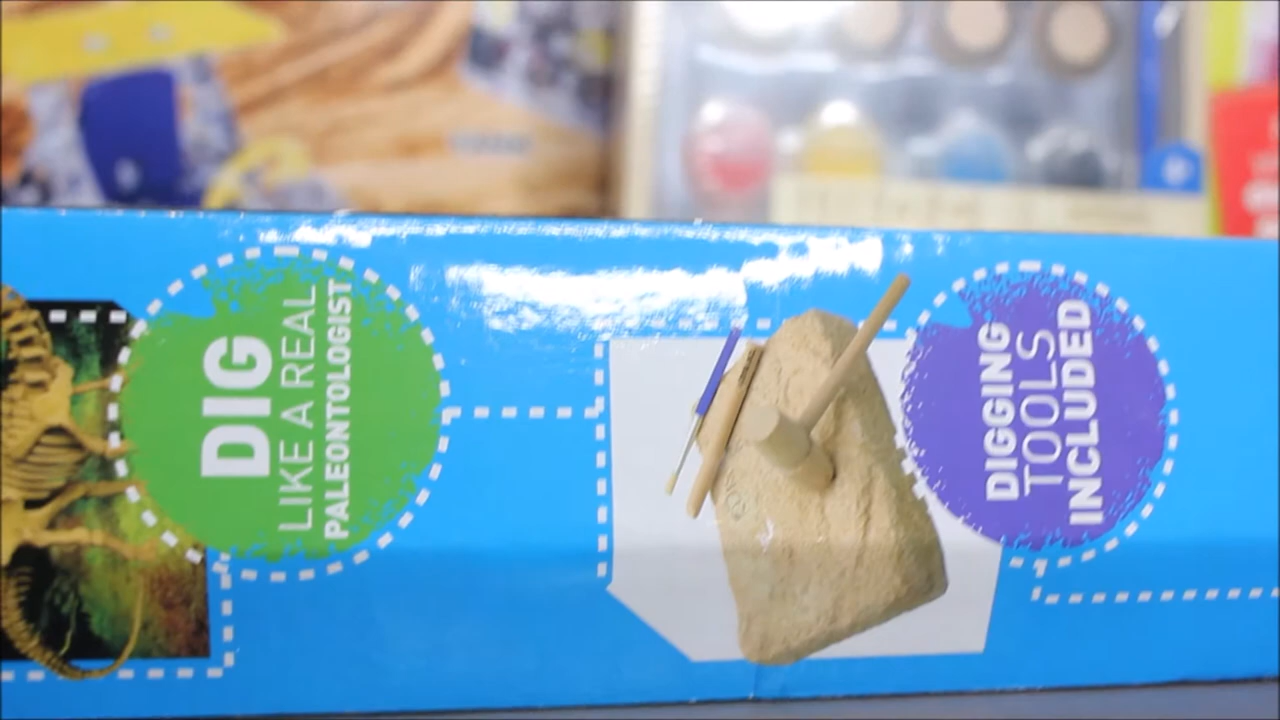 DIG
LIKE A REAL
PALEONTOLOGIST
DIGGING
TOOLS
INCLUDED